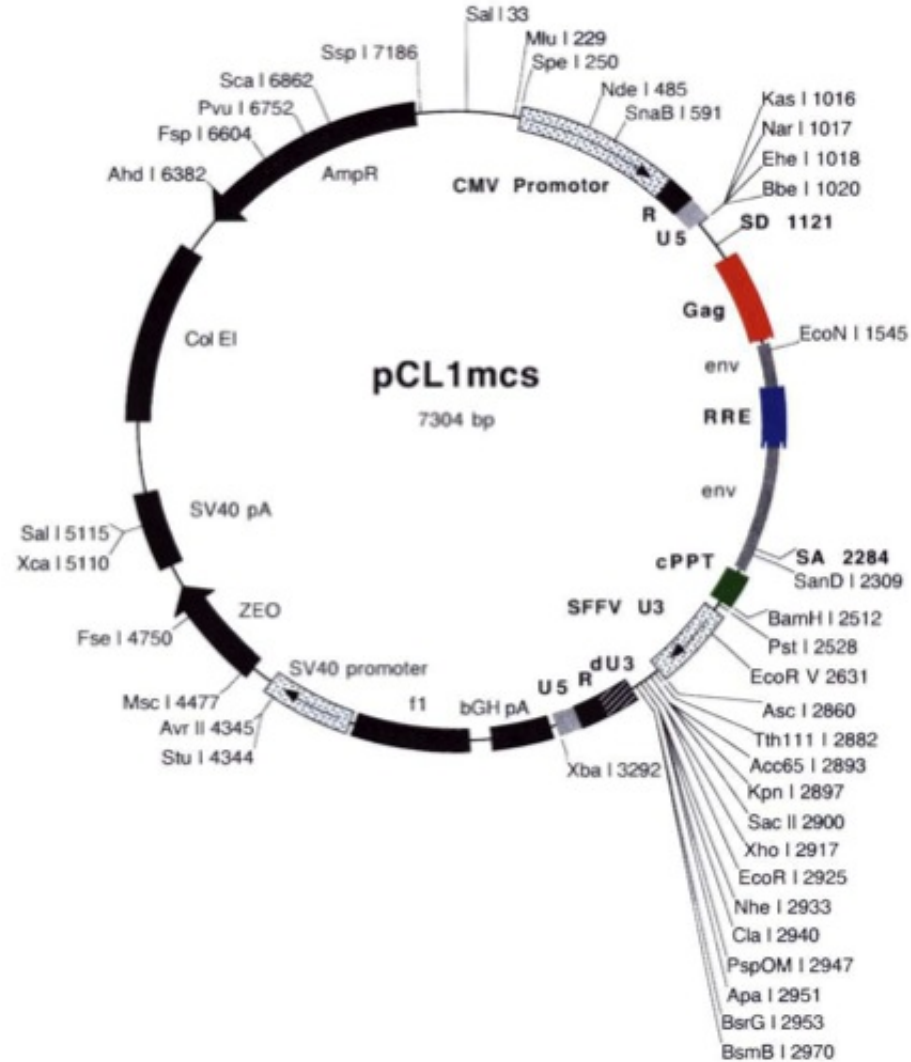 Sal I 33
Mlu I 229
Spe I 250
Nde I 485
SnaB I 591
Kas I 1016
Nar I 1017
Ehe I 1018
Bbe I 1020
SD 1121
EcoN I 1545
SA 2284
SanD I 2309
BamH I 2512
Pst I 2528
EcoR V 2631
Asc I 2860
Tth111 I 2882
Acc65 I 2893
Kpn I 2897
Sac II 2900
Xho I 2917
EcoR I 2925
Nhe I 2933
Cla I 2940
PspOM I 2947
Apa I 2951
BsrG I 2953
BsmB I 2970
Xba I 3292
Stu I 4344
Avr II 4345
Msc I 4477
Fse I 4750
Xca I 5110
Sal I 5115
Ahd I 6382
Fsp I 6604
Pvu I 6752
Sca I 6862
Ssp I 7186
CMV Promotor
R
U5
Gag
env
RRE
env
cPPT
SFFV U3
dU3
R
U5
bGH pA
f1
SV40 promoter
ZEO
SV40 pA
Col EI
AmpR
pCL1mcs
7304 bp